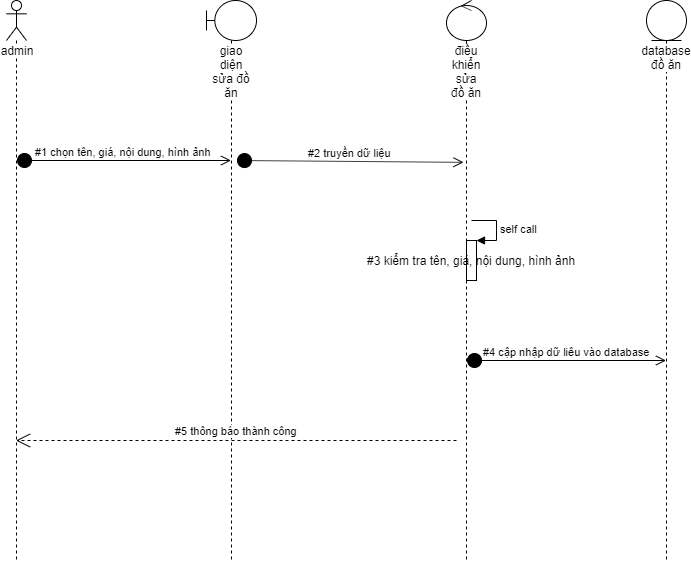 admin
giao
diện
sửa đồ
ăn
điều
khiển
sửa
đồ ăn
database
đồ ăn
#1 chọn tên, giá, nội dung, hình ảnh
#2 truyền dữ liệu
self call
#3 kiểm tra tên, giá, nội dung, hình ảnh
#4 cập nhập dữ liêu vào database
#5 thông báo thành công